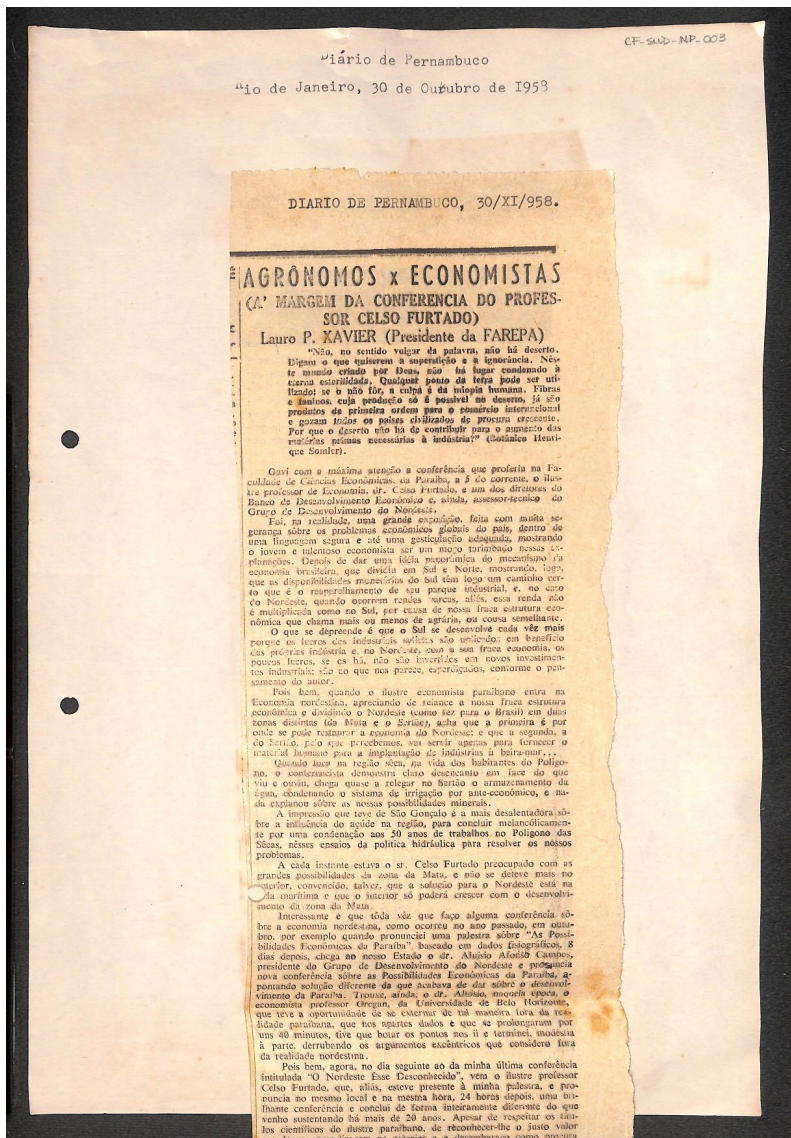 CF-SUD-NP-003
Diário de Pernambuco
Rio de Janeiro, 30 de Outubro de 1958
DIARIO DE PERNAMBUCO, 30/XI/958.
AGRÔNOMOS x ECONOMISTAS
(A' MARGEM DA CONFERENCIA DO PROFES-
SOR CELSO FURTADO)
Lauro P. XAVIER (Presidente da FAREPA)
"Não, no sentido vulgar da palavra, não há deserto.
Digam o que quiserem a superstição e a ignorância. Nês-
te mundo criado por Deus, não há lugar condenado à
eterna esterilidade. Qualquer ponto da terra pode ser uti-
lizado; se o não fôr, a culpa é da miopia humana. Fibras
e taninos, cuja produção só é possivel no deserto, já são
produtos de primeira ordem para o comércio internacional
e gozam todos os paises civilizados de procura crescente.
Por que o deserto não há de contribuir para o aumento das
matérias primas necessárias à indústria?" (Botânico Henri-
que Somler).
Ouvi com a máxima atenção a conferência que proferiu na Fa-
culdade de Ciências Econômicas, da Paraíba, a 5 do corrente, o ilus-
tre professor de Economia, dr. Celso Furtado, e um dos diretores do
Banco de Desenvolvimento Econômico e, ainda, assessor-tecnico do
Grupo de Desenvolvimento do Nordeste.
Foi, na realidade, uma grande exposição, feita com muita se-
gurança sôbre os problemas econômicos globais do país, dentro de
uma linguagem segura e até uma gesticulação adequada, mostrando
o jovem e talentoso economista ser um moço tarimbado nessas ex-
planações. Depois de dar uma idéia panorâmica do mecanismo da
economia brasileira, que dividiu em Sul e Norte, mostrando, logo,
que as disponibilidades monetárias do Sul têm logo um caminho cer-
to que é o reaparelhamento de seu parque industrial, e, no caso
do Nordeste, quando ocorrem rendas parcas, aliás, essa renda não
é multiplicada como no Sul, por causa de nossa fraca estrutura eco-
nômica que chama mais ou menos de agrária, ou cousa semelhante.
O que se depreende é que o Sul se desenvolve cada vêz mais
porque os lucros dos industriais sulistas são aplicados em beneficio
das próprias indústria e, no Nordeste, com a sua fraca economia, os
poucos lucros, se os há, não são invertidos em novos investimen-
tos industriais; são ao que nos parece, esperdiçados, conforme o pen-
samento do autor.
Pois bem, quando o ilustre economista paraibano entra na
Economia nordestina, apreciando de relance a nossa fraca estrutura
econômica e dividindo o Nordeste (como fez para o Brasil) em duas
zonas distintas (da Mata e o Sertão), acha que a primeira é por
onde se pode restaurar a economia do Nordeste; e que a segunda, a
do Sertão, pelo que percebemos, vai servir apenas para fornecer o
material humano para a implantação de indústrias à beira-mar...
Quando toca na região sêca, na vida dos habitantes do Polígo-
no, o conferencista demonstra claro desencanto em face do que
viu e ouviu, chega quase a relegar no Sertão o armazenamento da
água, condenando o sistema de irrigação por ante-econômico, e na-
da explanou sôbre as nossas possibilidades minerais.
A impressão que teve de São Gonçalo é a mais desalentadora sô-
bre a influência do açúde na região, para concluir melancólicamen-
te por uma condenação aos 50 anos de trabalhos no Poligono das
Sêcas, nêsses ensaios da politica hidráulica para resolver os nossos
problemas.
A cada instante estava o sr. Celso Furtado preocupado com as
grandes possibilidades da zona da Mata, e não se deteve mais no
interior, convencido, talvez, que a solução para o Nordeste está na
orla maritima e que o interior só poderá crescer com o desenvolvi-
mento da zona da Mata.
Interessante é que tôda vêz que faço alguma conferência sô-
bre a economia nordestina, como ocorreu no ano passado, em outu-
bro, por exemplo quando pronunciei uma palestra sôbre "As Possi-
bilidades Econômicas da Paraíba" baseado em dados fisiográficos, 8
dias depois, chega ao nosso Estado o dr. Aluisio Afonso Campos,
presidente do Grupo de Desenvolvimento do Nordeste e pronuncia
nova conferência sôbre as Possibilidades Econômicas da Paraíba, a-
pontando solução diferente da que acabava de dar sôbre o desenvol-
vimento da Paraíba. Trouxe, ainda, o dr. Aluisio, naquela época, o
economista professor Oregan, da Universidade de Belo Horizonte,
que teve a oportunidade de se externar de tal maneira fora da rea-
lidade paraibana, que nos apartes dados e que se prolongaram por
uns 40 minutos, tive que botar os pontos nos ii e terminei, modéstia
à parte, derrubando os argumentos excêntricos que considero fora
da realidade nordestina.
Pois bem, agora, no dia seguinte ao da minha última conferência
intitulada "O Nordeste Êsse Desconhecido", vem o ilustre professor
Celso Furtado, que, aliás, esteve presente à minha palestra, e pro-
nuncia no mesmo local e na mesma hora, 24 horas depois, uma bri-
lhante conferência e conclui de forma inteiramente diferente do que
venho sustentando há mais de 20 anos. Apesar de respeitar os títu-
los cientificos do ilustre paraibano, de reconhecer-lhe o justo valor